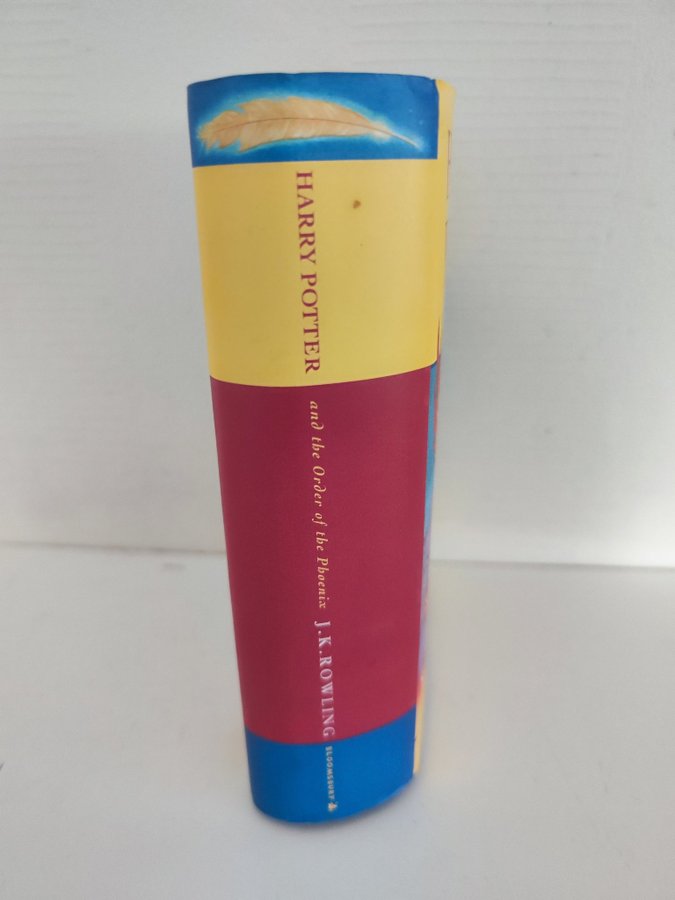 HARRY POTTER
and the Order of the Phoenix
J.K.ROWLING
BLOOMSBURY